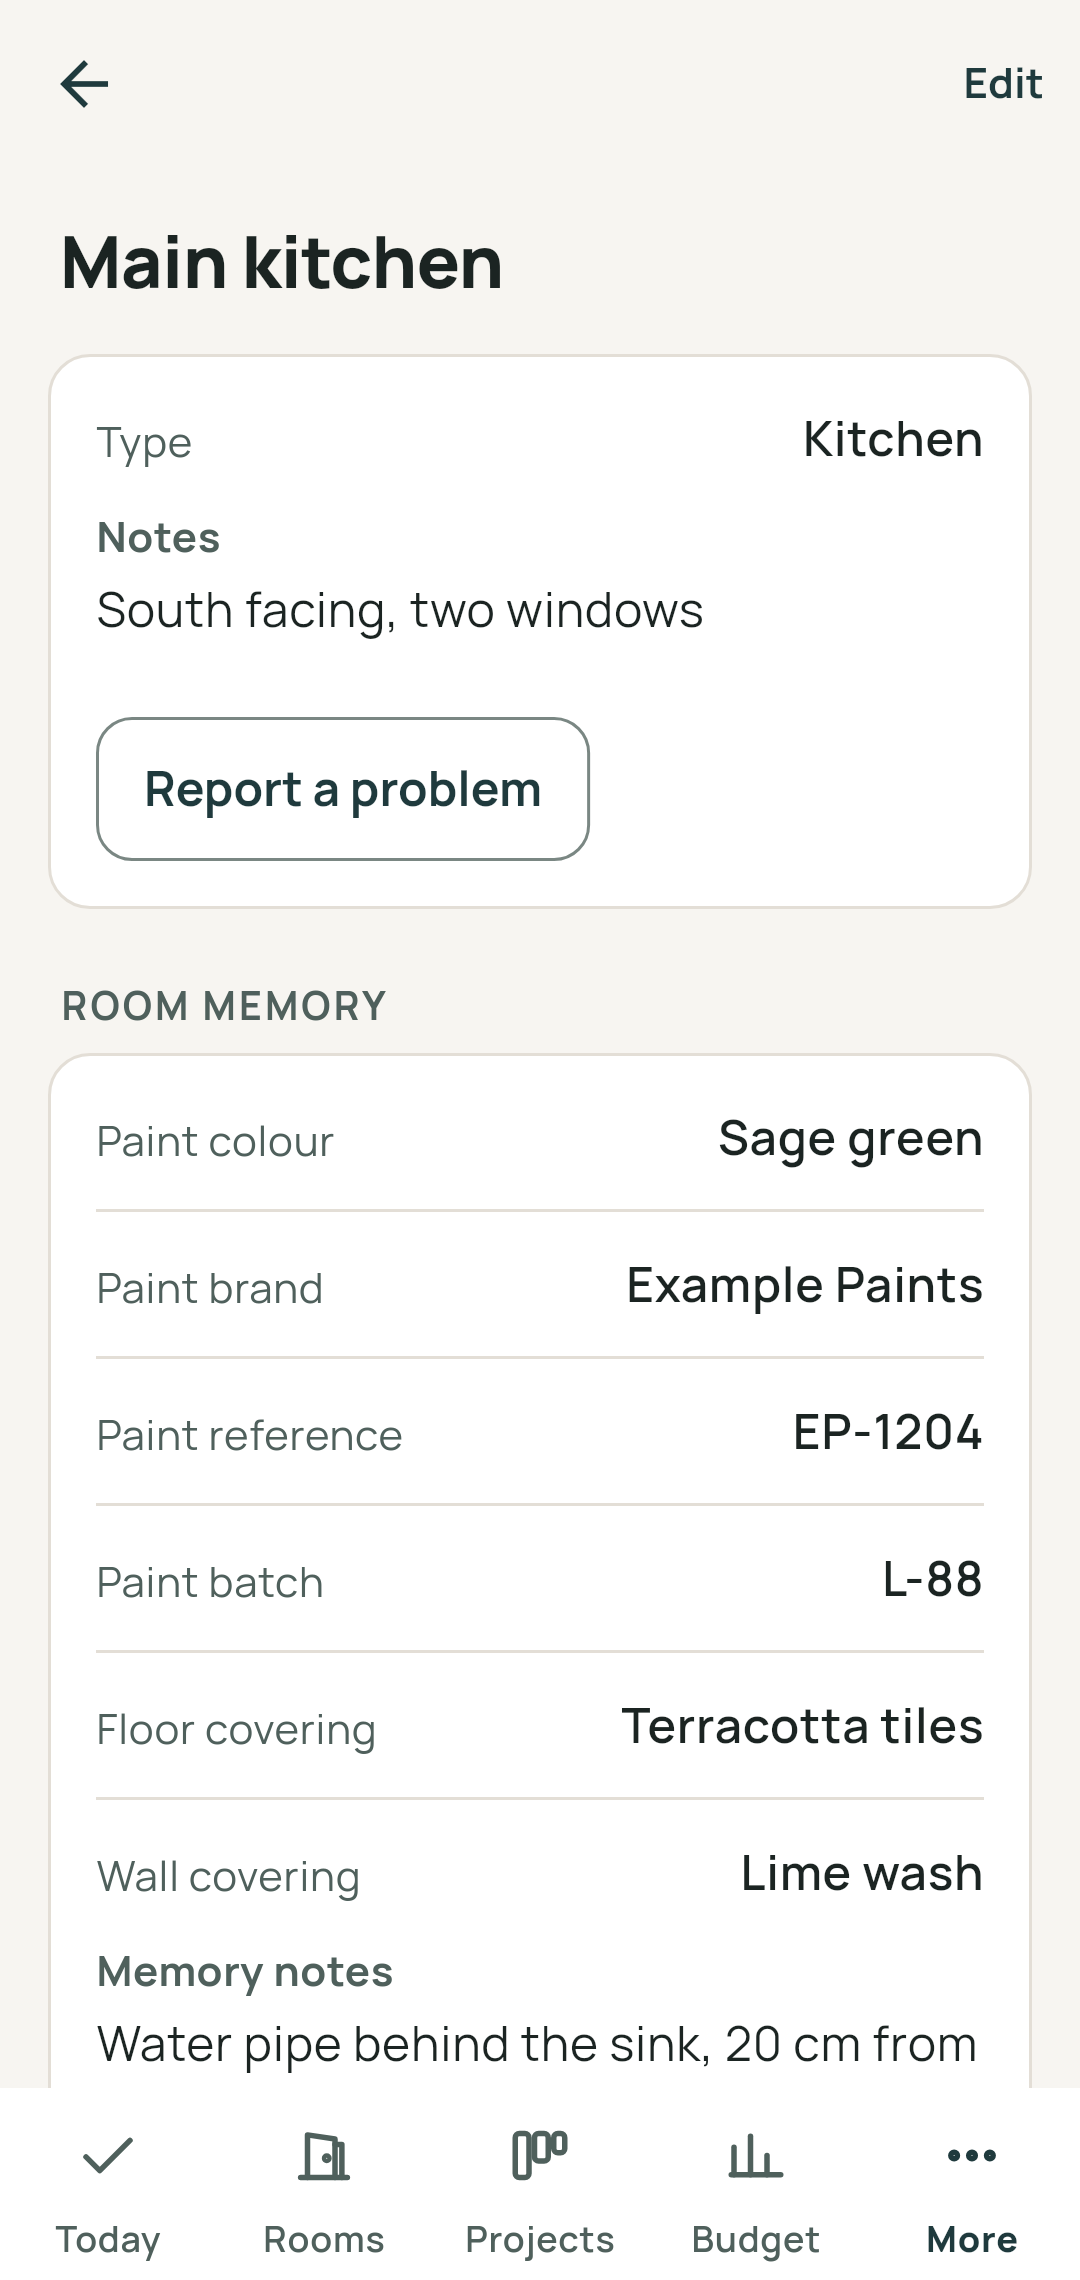 Edit
Main kitchen
Type Kitchen
Notes
South facing, two windows
Report a problem
ROOM MEMORY
Paint colour Sage green
Paint brand Example Paints
Paint reference EP-1204
Paint batch L-88
Floor covering Terracotta tiles
Wall covering Lime wash
Memory notes
Water pipe behind the sink, 20 cm from
Today Rooms Projects Budget More